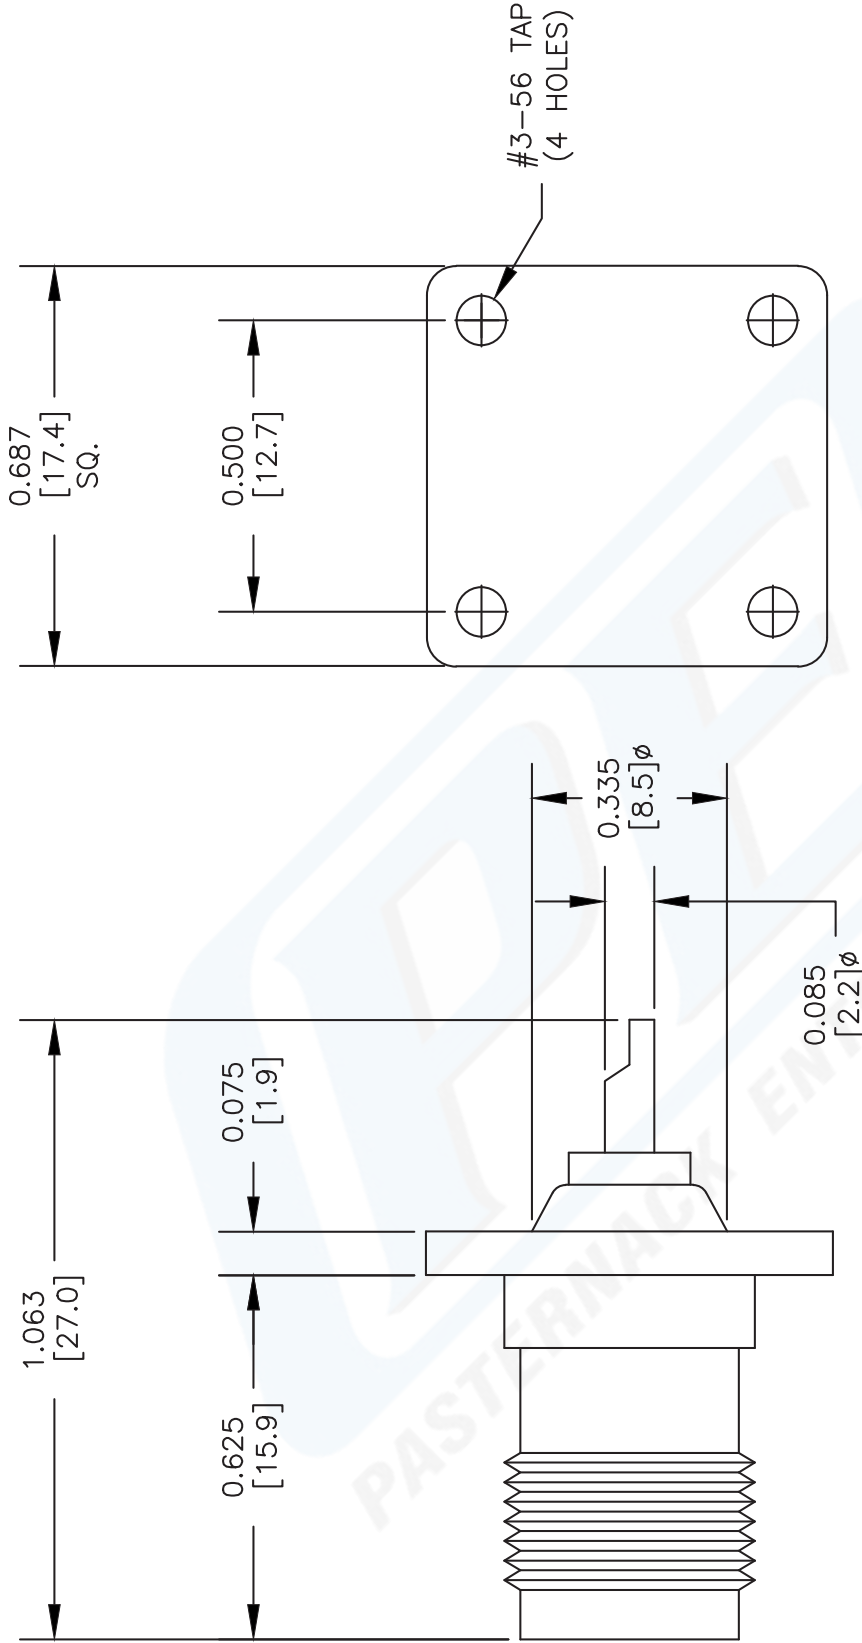 1.063
[27.0]
0.625
[15.9]
0.075
[1.9]
0.085
[2.2]ø
0.335
[8.5]ø
0.687
[17.4]
SQ.
0.500
[12.7]
#3-56 TAP
(4 HOLES)
PASTERNACK